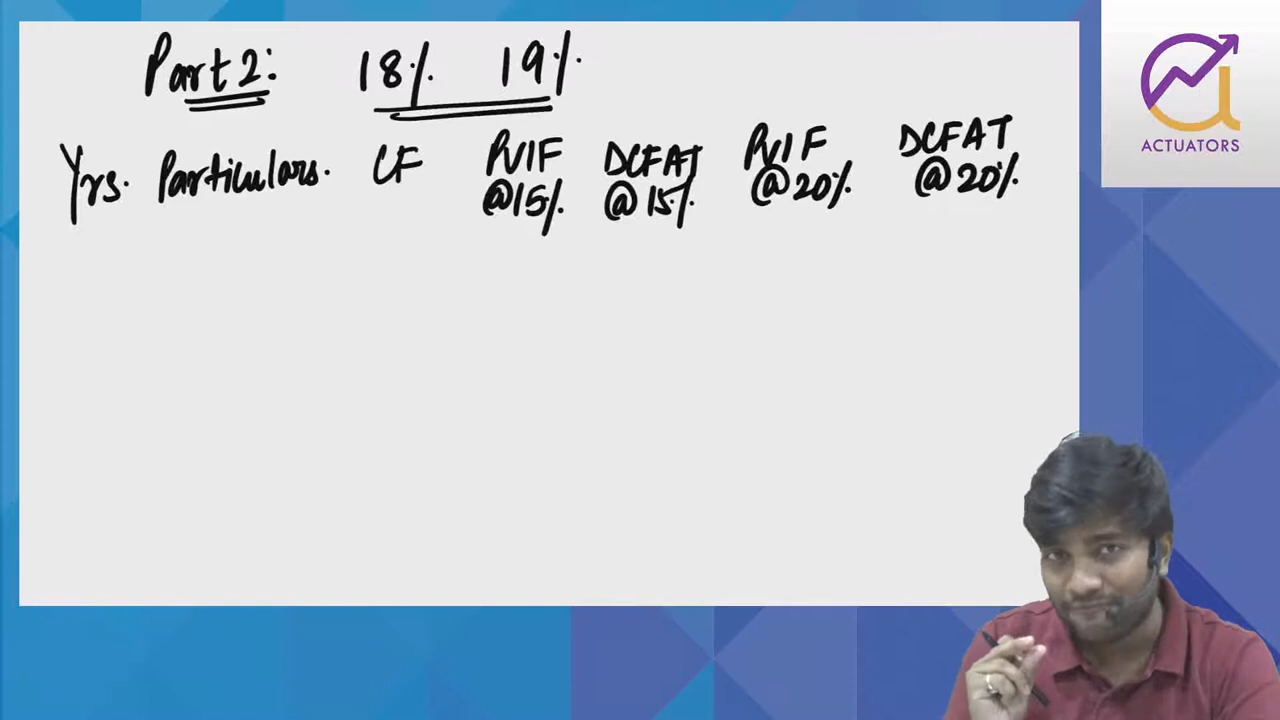 Part 2: 18% 19%
Yrs. Particulars. CF PVIF @15% DCFAT @15% PVIF @20% DCFAT @20%
ACTUATORS